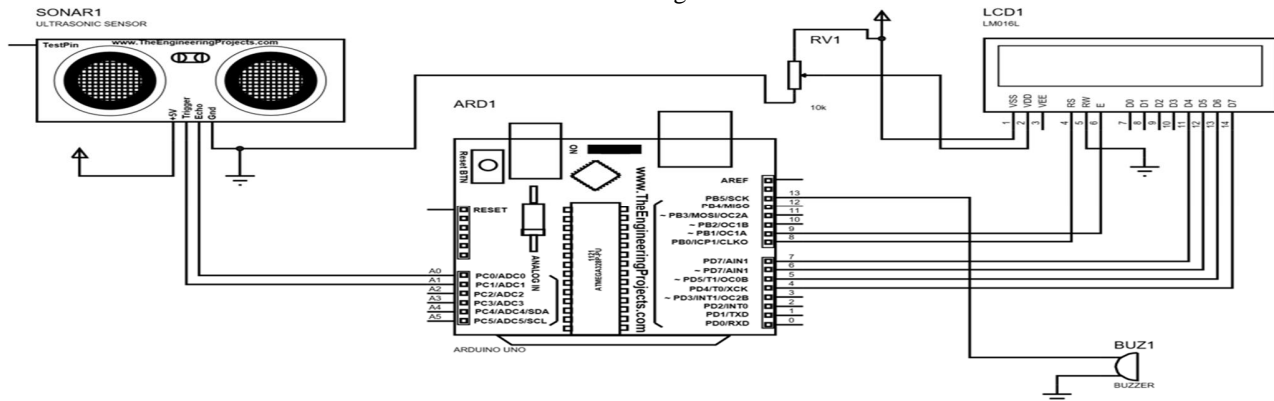 SONAR1
ULTRASONIC SENSOR
TestPin
www.TheEngineeringProjects.com
+5V
Trigger
Echo
Gnd
RV1
10k
LCD1
LM016L
VSS
VDD
VEE
RS
RW
E
D0
D1
D2
D3
D4
D5
D6
D7
1
2
3
4
5
6
7
8
9
10
11
12
13
14
ARD1
Reset BTN
ON
www.TheEngineeringProjects.com
RESET
ANALOG IN
1121
ATMEGA328P-PU
A0 PC0/ADC0
A1 PC1/ADC1
A2 PC2/ADC2
A3 PC3/ADC3
A4 PC4/ADC4/SDA
A5 PC5/ADC5/SCL
AREF
PB5/SCK 13
PB4/MISO 12
~ PB3/MOSI/OC2A 11
~ PB2/OC1B 10
~ PB1/OC1A 9
PB0/ICP1/CLKO 8
PD7/AIN1 7
~ PD7/AIN1 6
~ PD5/T1/OC0B 5
PD4/T0/XCK 4
~ PD3/INT1/OC2B 3
PD2/INT0 2
PD1/TXD 1
PD0/RXD 0
ARDUINO UNO
BUZ1
BUZZER